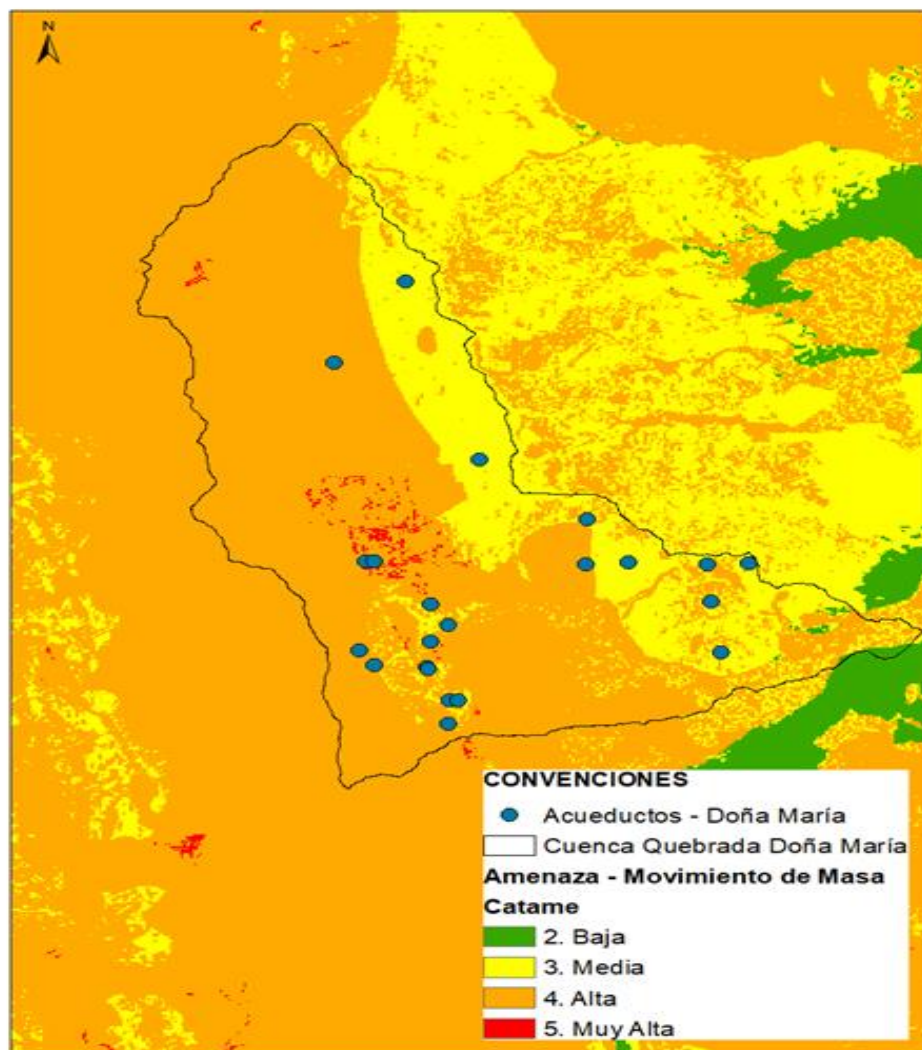 N
CONVENCIONES
Acueductos - Doña María
Cuenca Quebrada Doña María
Amenaza - Movimiento de Masa
Catame
2. Baja
3. Media
4. Alta
5. Muy Alta